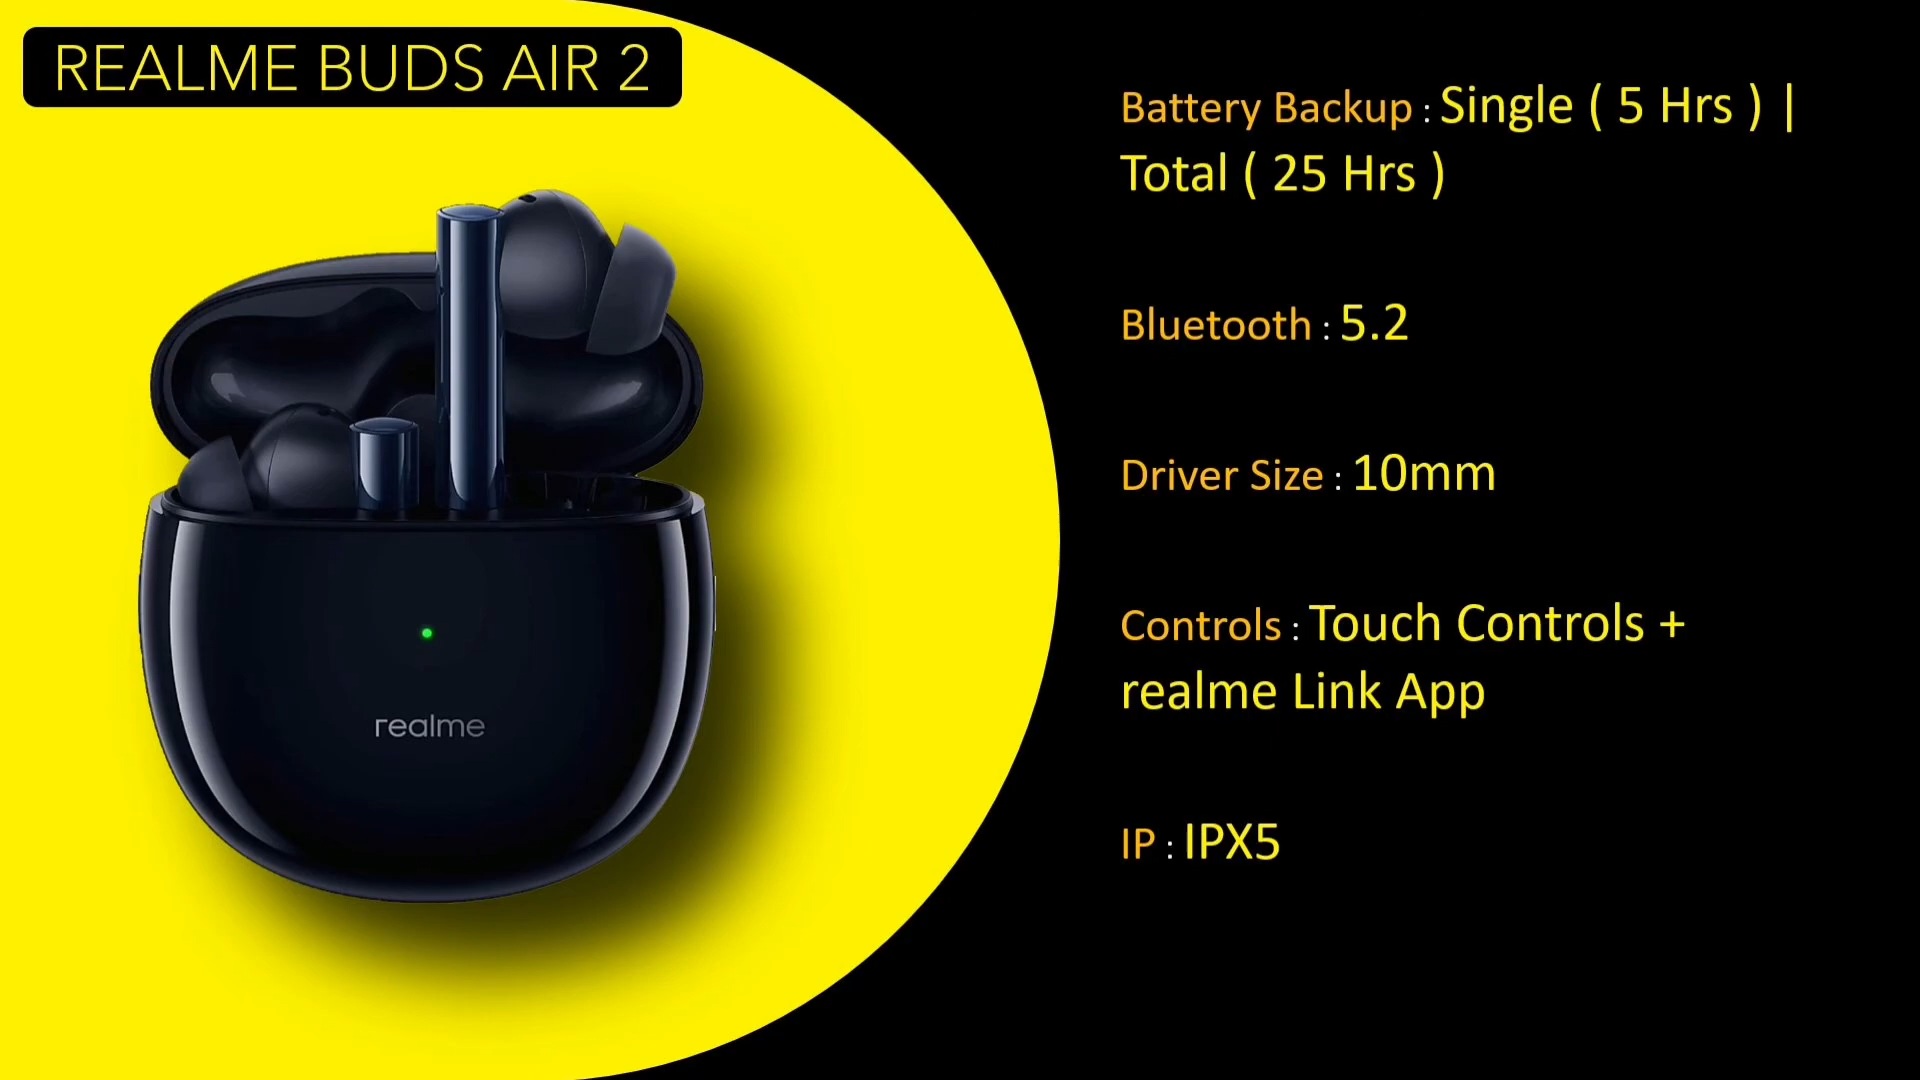 REALME BUDS AIR 2
Battery Backup : Single ( 5 Hrs ) |
Total ( 25 Hrs )
Bluetooth : 5.2
Driver Size : 10mm
Controls : Touch Controls +
realme Link App
IP : IPX5
realme